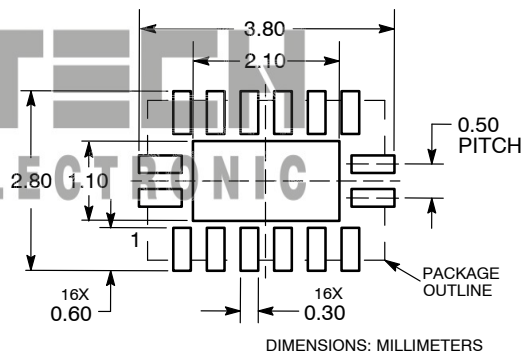 3.80
2.10
TECH
ELECTRONIC
0.50
PITCH
2.80
1.10
1
16X
0.60
16X
0.30
PACKAGE
OUTLINE
DIMENSIONS: MILLIMETERS